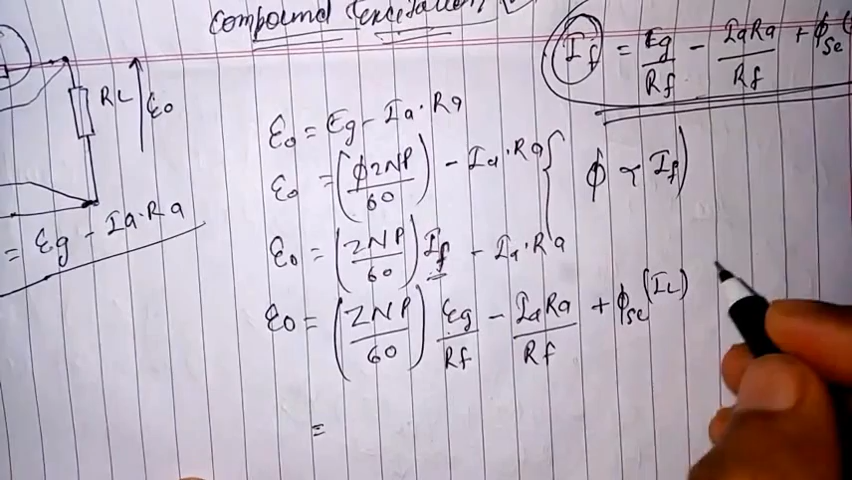 Compound Excitation
If = Eg/Rf - IaRa/Rf + ϕse(
RL
Eo
Eo = Eg - Ia·Ra
Eo = (ϕZNP/60) - Ia·Ra { ϕ ∝ If }
= Eg - Ia·Ra
Eo = (ZNP/60) If - Ia·Ra
Eo = (ZNP/60) Eg/Rf - IaRa/Rf + ϕse(IL)
=